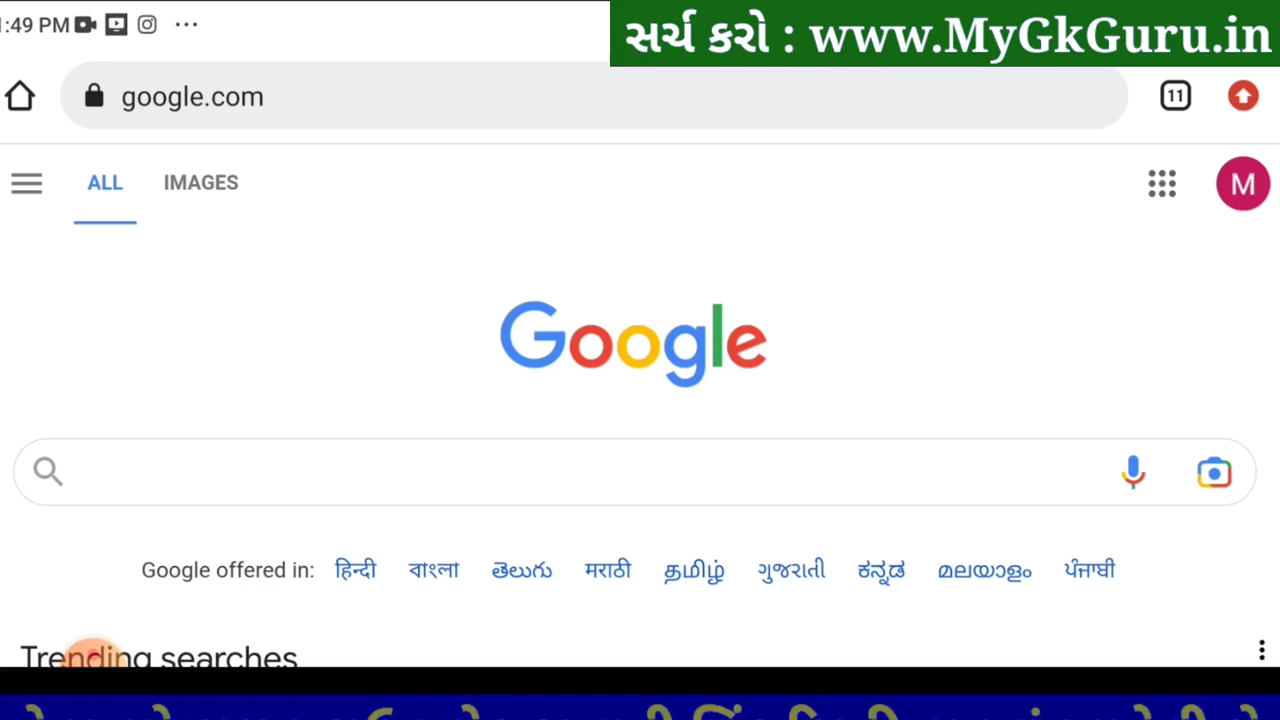 :49 PM
સર્ચ કરો : www.MyGkGuru.in
google.com
11
ALL IMAGES
M
Google
Google offered in: हिन्दी বাংলা తెలుగు मराठी தமிழ் ગુજરાતી ಕನ್ನಡ മലയാളം ਪੰਜਾਬੀ
Trending searches